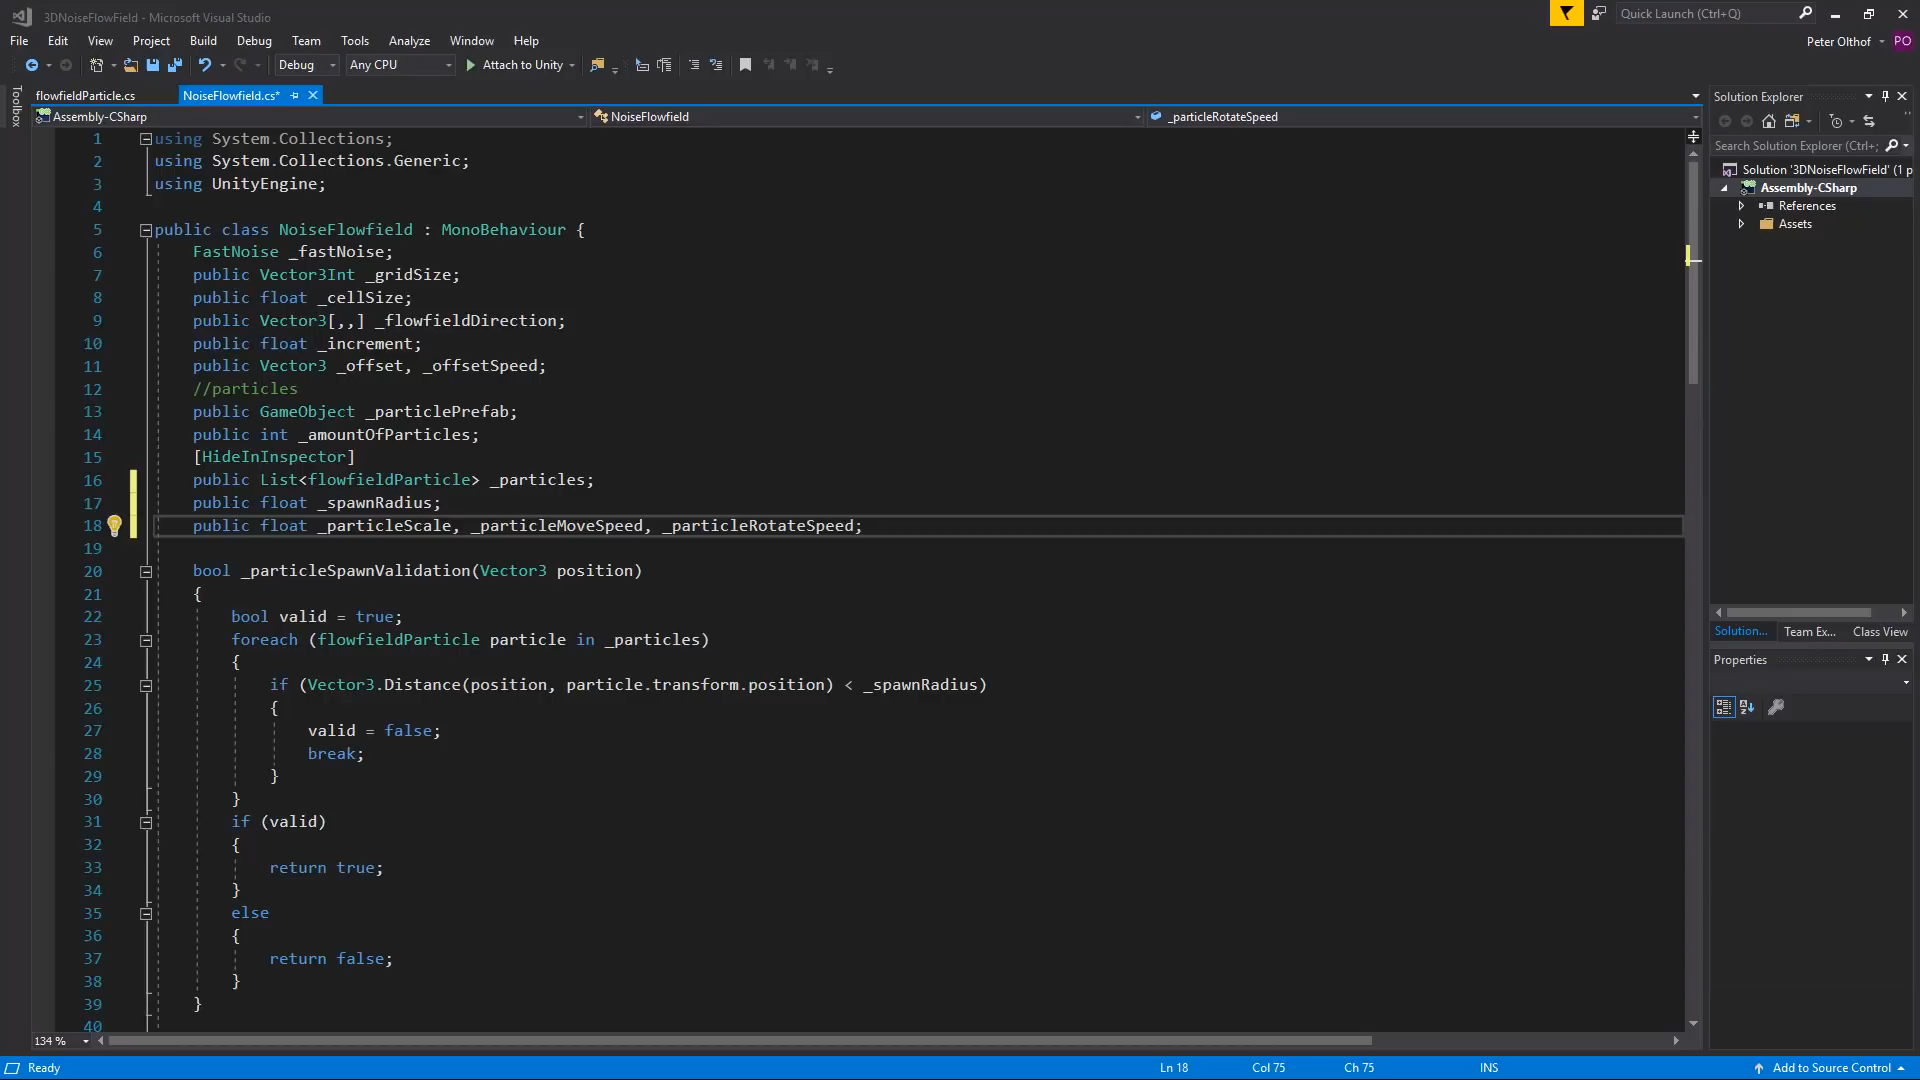 3DNoiseFlowField - Microsoft Visual Studio
Quick Launch (Ctrl+Q)
File Edit View Project Build Debug Team Tools Analyze Window Help
Peter Olthof PO
Debug Any CPU Attach to Unity
Toolbox
flowfieldParticle.cs NoiseFlowfield.cs*
Assembly-CSharp NoiseFlowfield _particleRotateSpeed
1 using System.Collections;
2 using System.Collections.Generic;
3 using UnityEngine;
4
5 public class NoiseFlowfield : MonoBehaviour {
6 FastNoise _fastNoise;
7 public Vector3Int _gridSize;
8 public float _cellSize;
9 public Vector3[,,] _flowfieldDirection;
10 public float _increment;
11 public Vector3 _offset, _offsetSpeed;
12 //particles
13 public GameObject _particlePrefab;
14 public int _amountOfParticles;
15 [HideInInspector]
16 public List<flowfieldParticle> _particles;
17 public float _spawnRadius;
18 public float _particleScale, _particleMoveSpeed, _particleRotateSpeed;
19
20 bool _particleSpawnValidation(Vector3 position)
21 {
22 bool valid = true;
23 foreach (flowfieldParticle particle in _particles)
24 {
25 if (Vector3.Distance(position, particle.transform.position) < _spawnRadius)
26 {
27 valid = false;
28 break;
29 }
30 }
31 if (valid)
32 {
33 return true;
34 }
35 else
36 {
37 return false;
38 }
39 }
40
134 %
Solution Explorer
Search Solution Explorer (Ctrl+;
Solution '3DNoiseFlowField' (1 p
Assembly-CSharp
References
Assets
Solution... Team Ex... Class View
Properties
Ready Ln 18 Col 75 Ch 75 INS Add to Source Control